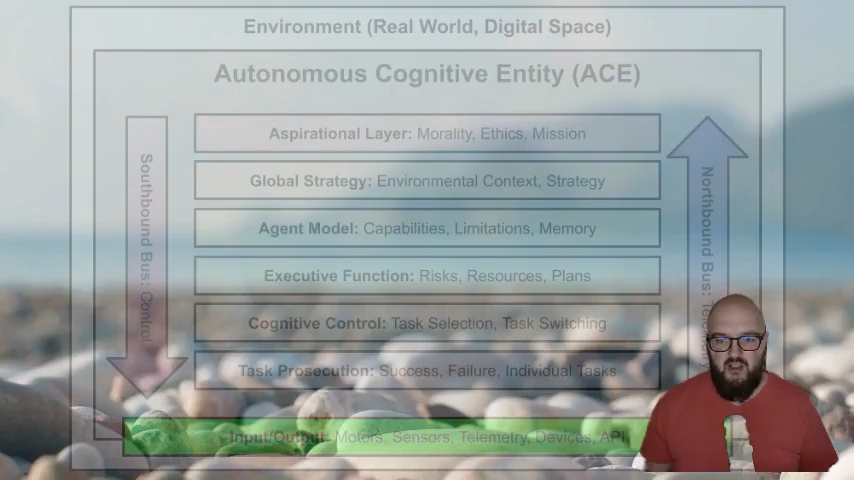 Environment (Real World, Digital Space)
Autonomous Cognitive Entity (ACE)
Aspirational Layer: Morality, Ethics, Mission
Global Strategy: Environmental Context, Strategy
Agent Model: Capabilities, Limitations, Memory
Executive Function: Risks, Resources, Plans
Cognitive Control: Task Selection, Task Switching
Task Prosecution: Success, Failure, Individual Tasks
Input/Output: Motors, Sensors, Telemetry, Devices, API
Southbound Bus: Control
Northbound Bus: